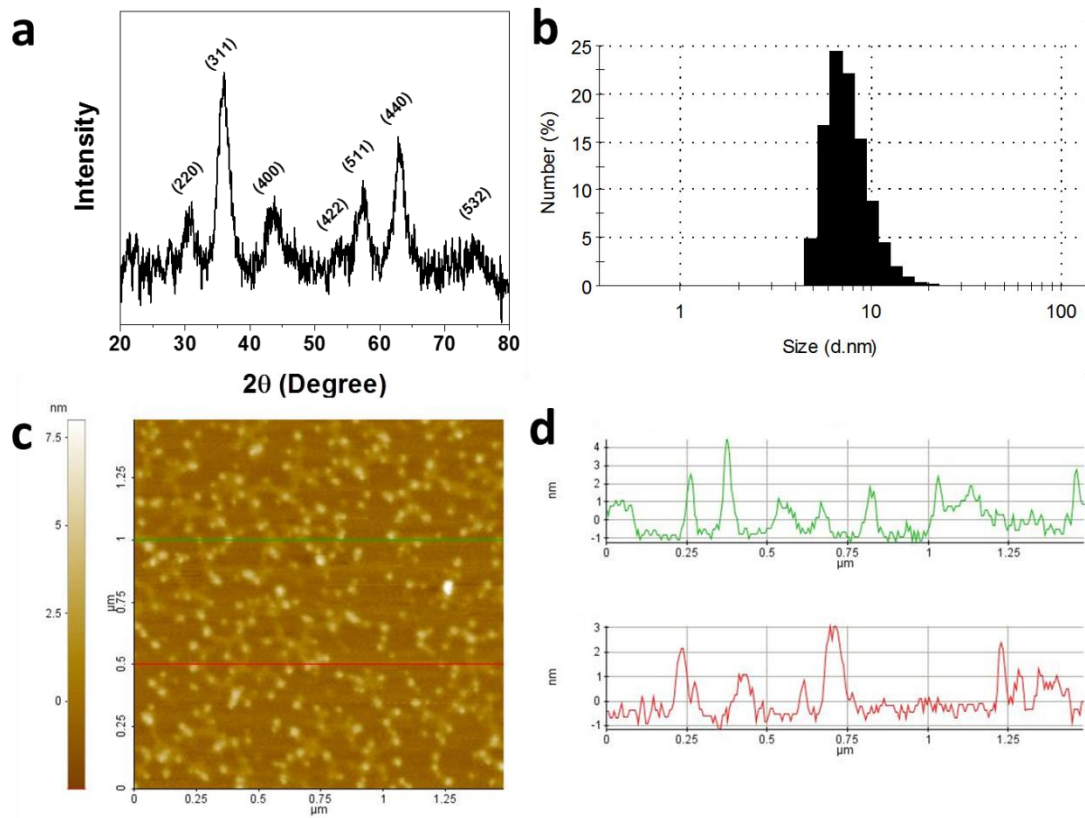 a
(311)
(440)
(511)
(220)
(400)
(422)
(532)
Intensity
20 30 40 50 60 70 80
2θ (Degree)
b
25
20
15
10
5
0
Number (%)
1 10 100
Size (d.nm)
c
nm
7.5
5
2.5
0
1.25
1
0.75
µm
0.5
0.25
0
0 0.25 0.5 0.75 1 1.25
µm
d
4
3
2
1
0
-1
nm
0 0.25 0.5 0.75 1 1.25
µm
3
2
1
0
-1
nm
0 0.25 0.5 0.75 1 1.25
µm